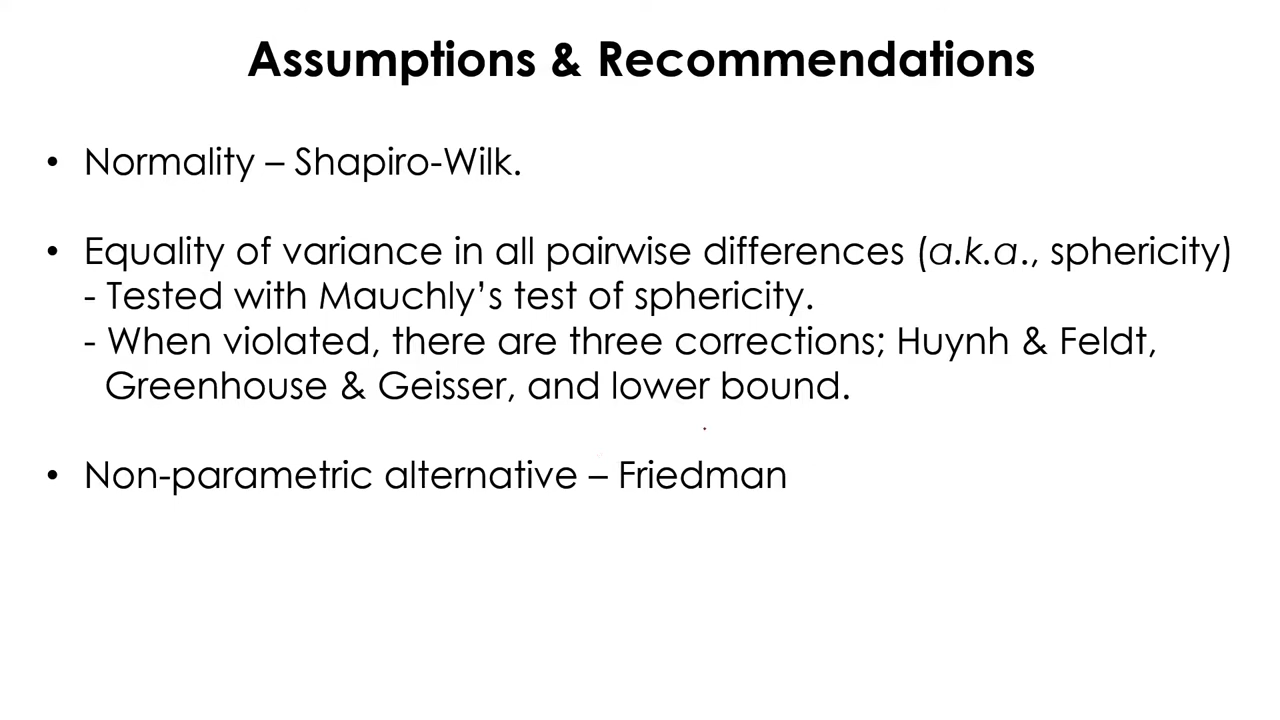 Assumptions & Recommendations
• Normality – Shapiro-Wilk.
• Equality of variance in all pairwise differences (a.k.a., sphericity)
- Tested with Mauchly’s test of sphericity.
- When violated, there are three corrections; Huynh & Feldt,
Greenhouse & Geisser, and lower bound.
• Non-parametric alternative – Friedman